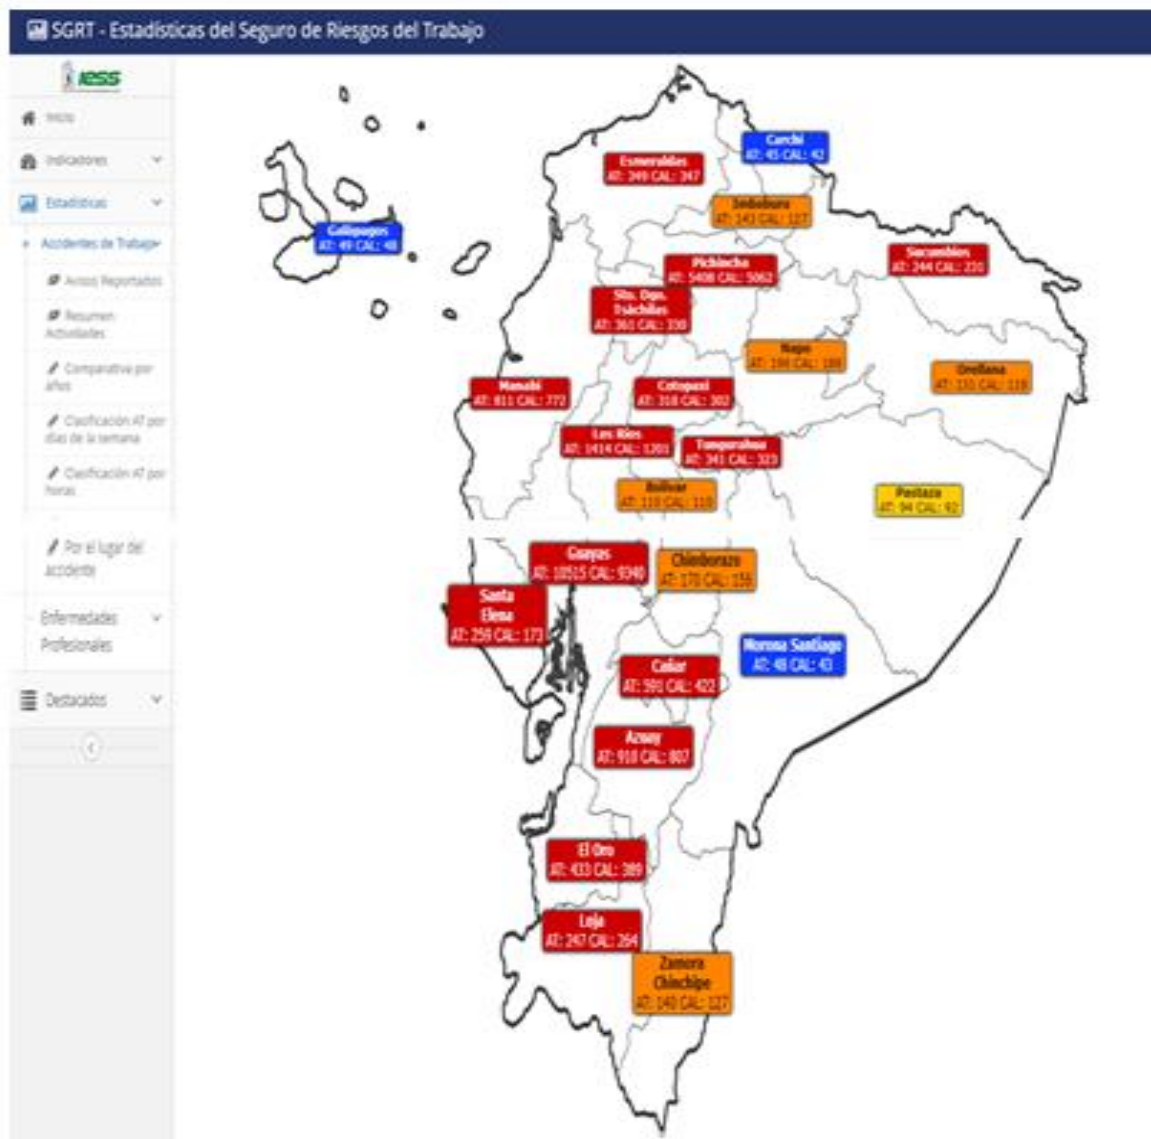 SGRT - Estadísticas del Seguro de Riesgos del Trabajo
IESS
Inicio
Indicadores
Estadísticas
Accidentes de Trabajo
Avisos Reportados
Resumen
Actividades
Comparativa por
años
Clasificación AT por
días de la semana
Clasificación AT por
horas
Por el lugar del
accidente
Enfermedades
Profesionales
Destacados
Carchi
AT: 45 CAL: 42
Esmeraldas
AT: 349 CAL: 347
Imbabura
AT: 143 CAL: 127
Galápagos
AT: 49 CAL: 48
Sucumbios
AT: 244 CAL: 231
Pichincha
AT: 5408 CAL: 5062
Sto. Dgo.
Tsáchilas
AT: 361 CAL: 330
Napo
Orellana
Manabí
AT: 811 CAL: 772
Cotopaxi
AT: 318 CAL: 302
Los Ríos
AT: 1414 CAL: 1201
Tungurahua
AT: 341 CAL: 323
Bolívar
AT: 110 CAL: 110
Pastaza
AT: 94 CAL: 92
Guayas
AT: 10515 CAL: 9340
Chimborazo
AT: 170 CAL: 156
Santa
Elena
AT: 259 CAL: 173
Morona Santiago
AT: 48 CAL: 43
Cañar
AT: 591 CAL: 422
Azuay
AT: 910 CAL: 807
El Oro
AT: 433 CAL: 389
Loja
AT: 247 CAL: 264
Zamora
Chinchipe
AT: 140 CAL: 127